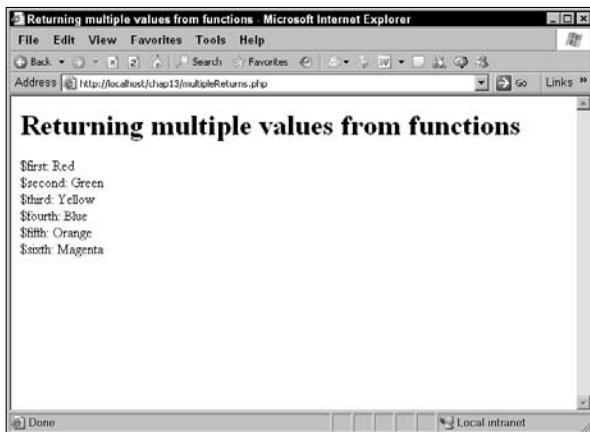 Returning multiple values from functions - Microsoft Internet Explorer
File Edit View Favorites Tools Help
Back Search Favorites
Address http://localhost/chap13/multipleReturns.php Go Links »
Returning multiple values from functions
$first: Red
$second: Green
$third: Yellow
$fourth: Blue
$fifth: Orange
$sixth: Magenta
Done Local intranet